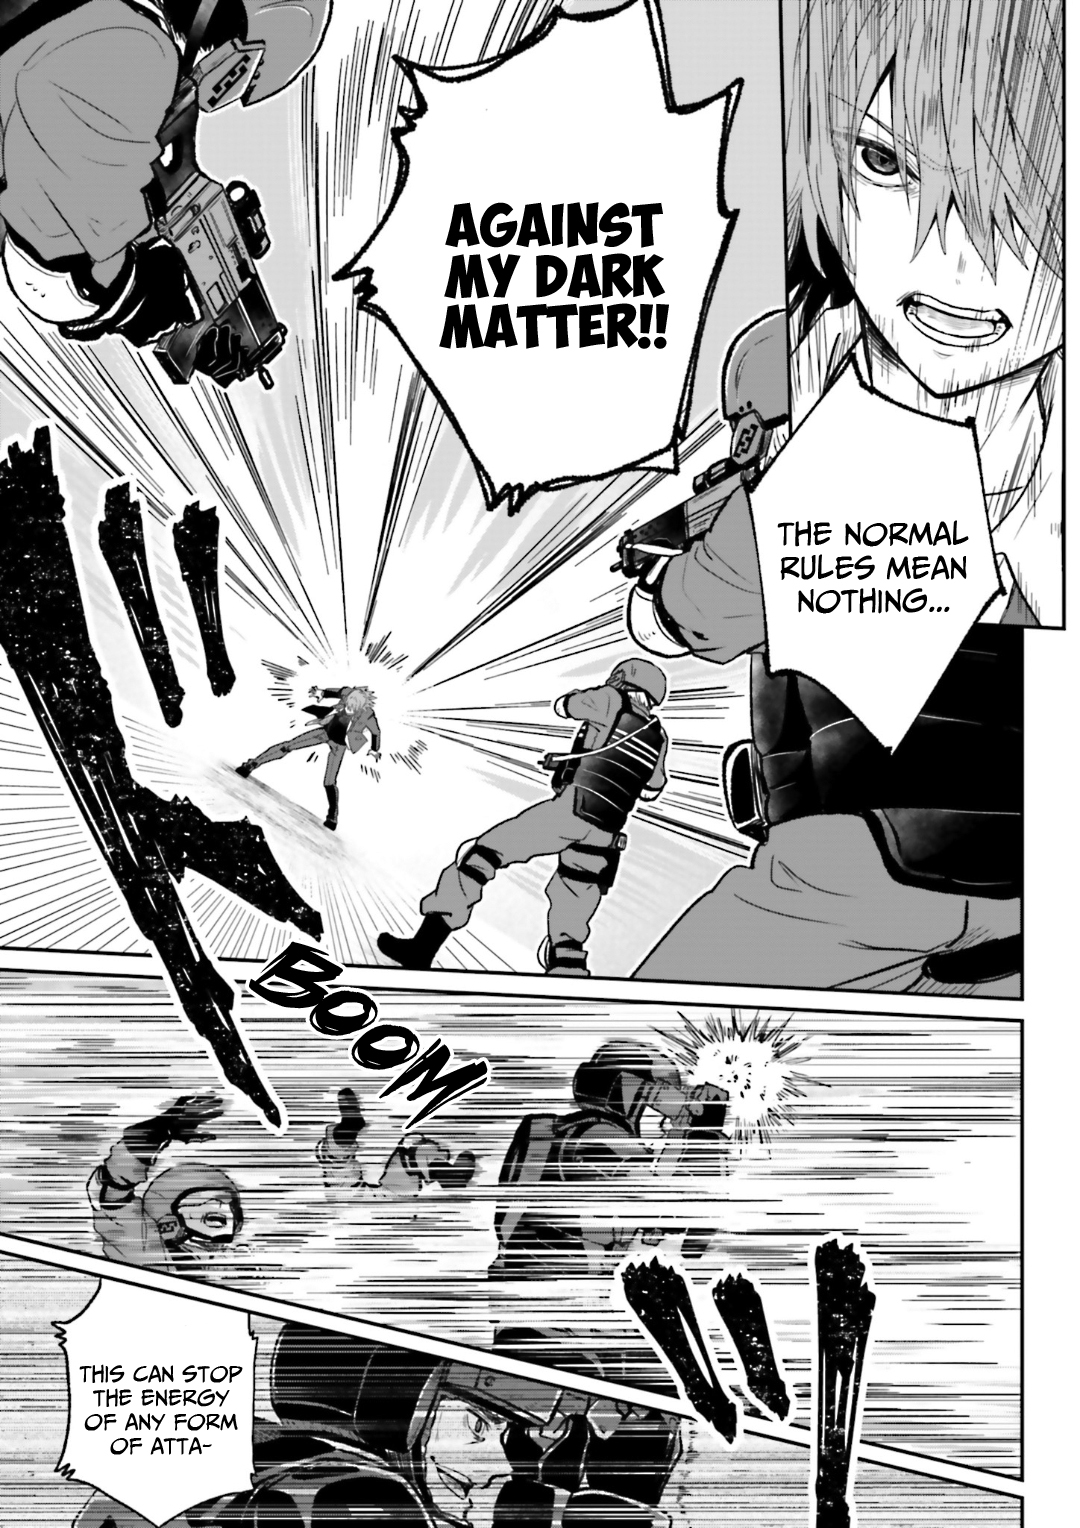 THE NORMAL
RULES MEAN
NOTHING...
AGAINST
MY DARK
MATTER!!
BOOM
THIS CAN STOP
THE ENERGY
OF ANY FORM
OF ATTA-